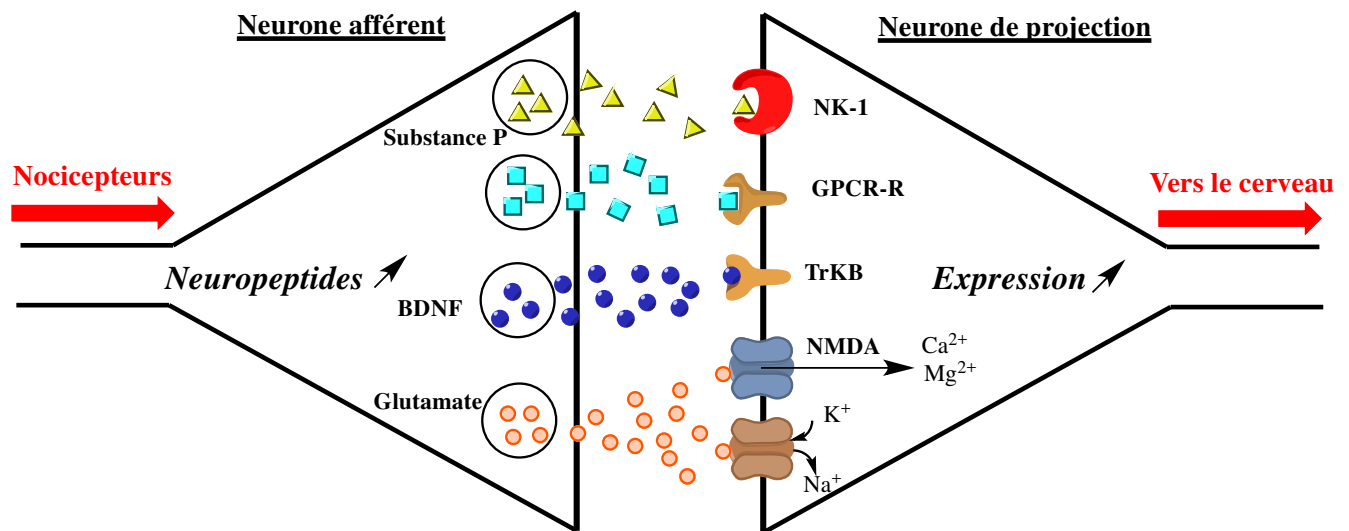 Neurone afférent
Neurone de projection
Substance P
NK-1
Nocicepteurs
GPCR-R
Vers le cerveau
Neuropeptides
BDNF
TrKB
Expression
NMDA
Ca²⁺
Mg²⁺
Glutamate
K⁺
Na⁺